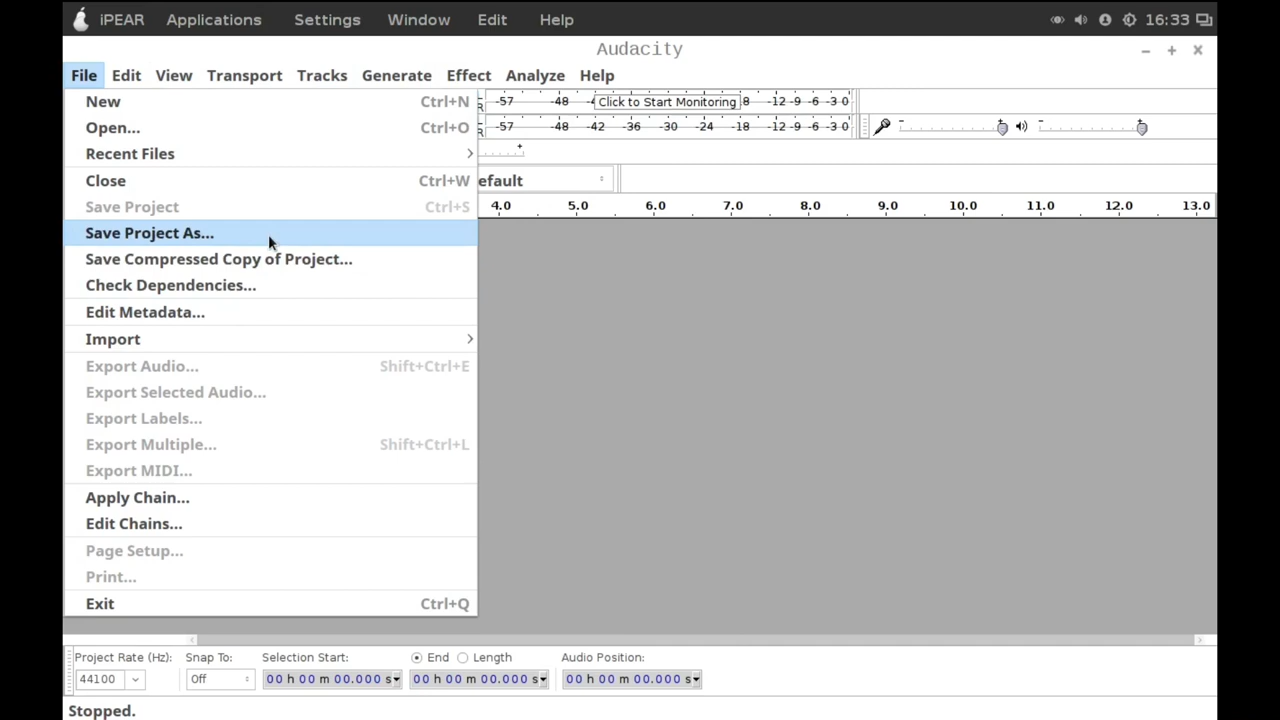 iPEAR Applications Settings Window Edit Help 16:33
Audacity
File Edit View Transport Tracks Generate Effect Analyze Help
New Ctrl+N
Open... Ctrl+O
Recent Files
Close Ctrl+W
Save Project Ctrl+S
Save Project As...
Save Compressed Copy of Project...
Check Dependencies...
Edit Metadata...
Import
Export Audio... Shift+Ctrl+E
Export Selected Audio...
Export Labels...
Export Multiple... Shift+Ctrl+L
Export MIDI...
Apply Chain...
Edit Chains...
Page Setup...
Print...
Exit Ctrl+Q
R -57 -48 -4 Click to Start Monitoring 8 -12 -9 -6 -3 0
R -57 -48 -42 -36 -30 -24 -18 -12 -9 -6 -3 0
efault
4.0 5.0 6.0 7.0 8.0 9.0 10.0 11.0 12.0 13.0
Project Rate (Hz): Snap To: Selection Start: End Length Audio Position:
44100 Off 00 h 00 m 00.000 s 00 h 00 m 00.000 s 00 h 00 m 00.000 s
Stopped.